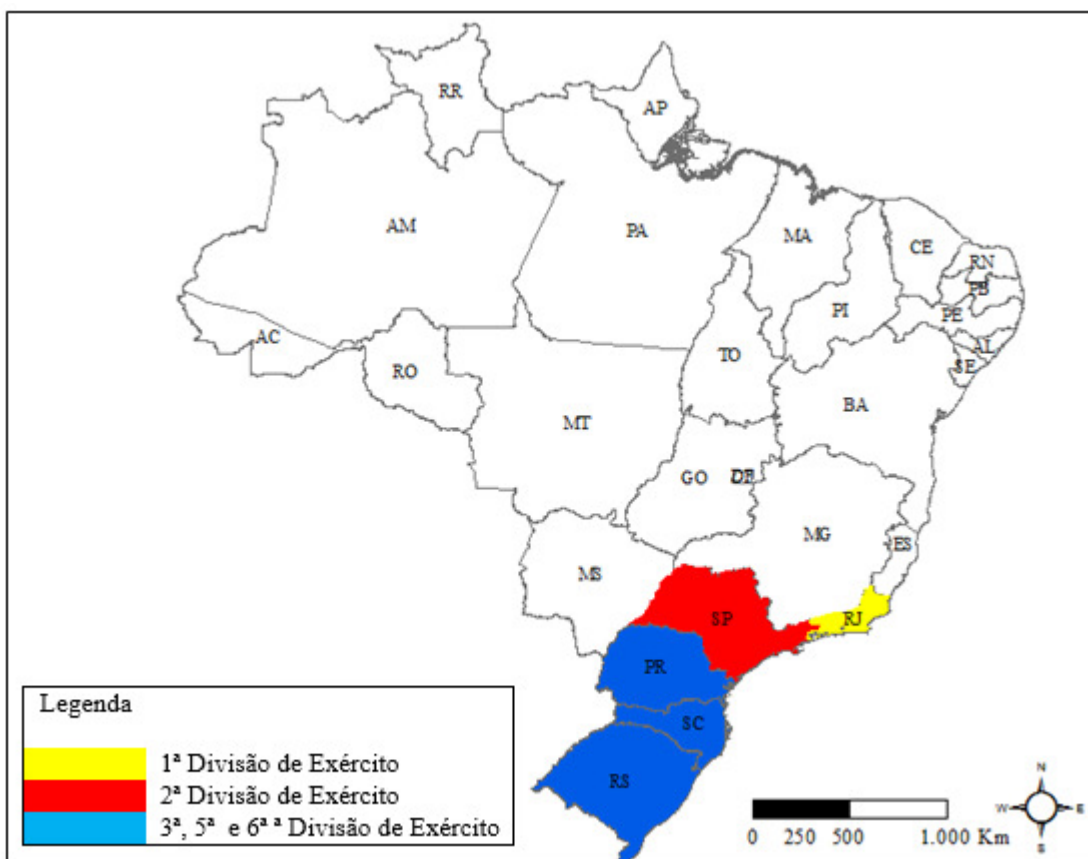 RR
AP
AM
PA
MA
CE
RN
PB
PI
PE
AC
AL
TO
SE
RO
BA
MT
GO
DF
MG
ES
MS
SP
RJ
PR
SC
RS
Legenda
1ª Divisão de Exército
2ª Divisão de Exército
3ª, 5ª e 6ª ª Divisão de Exército
N
W
E
S
0 250 500 1.000 Km